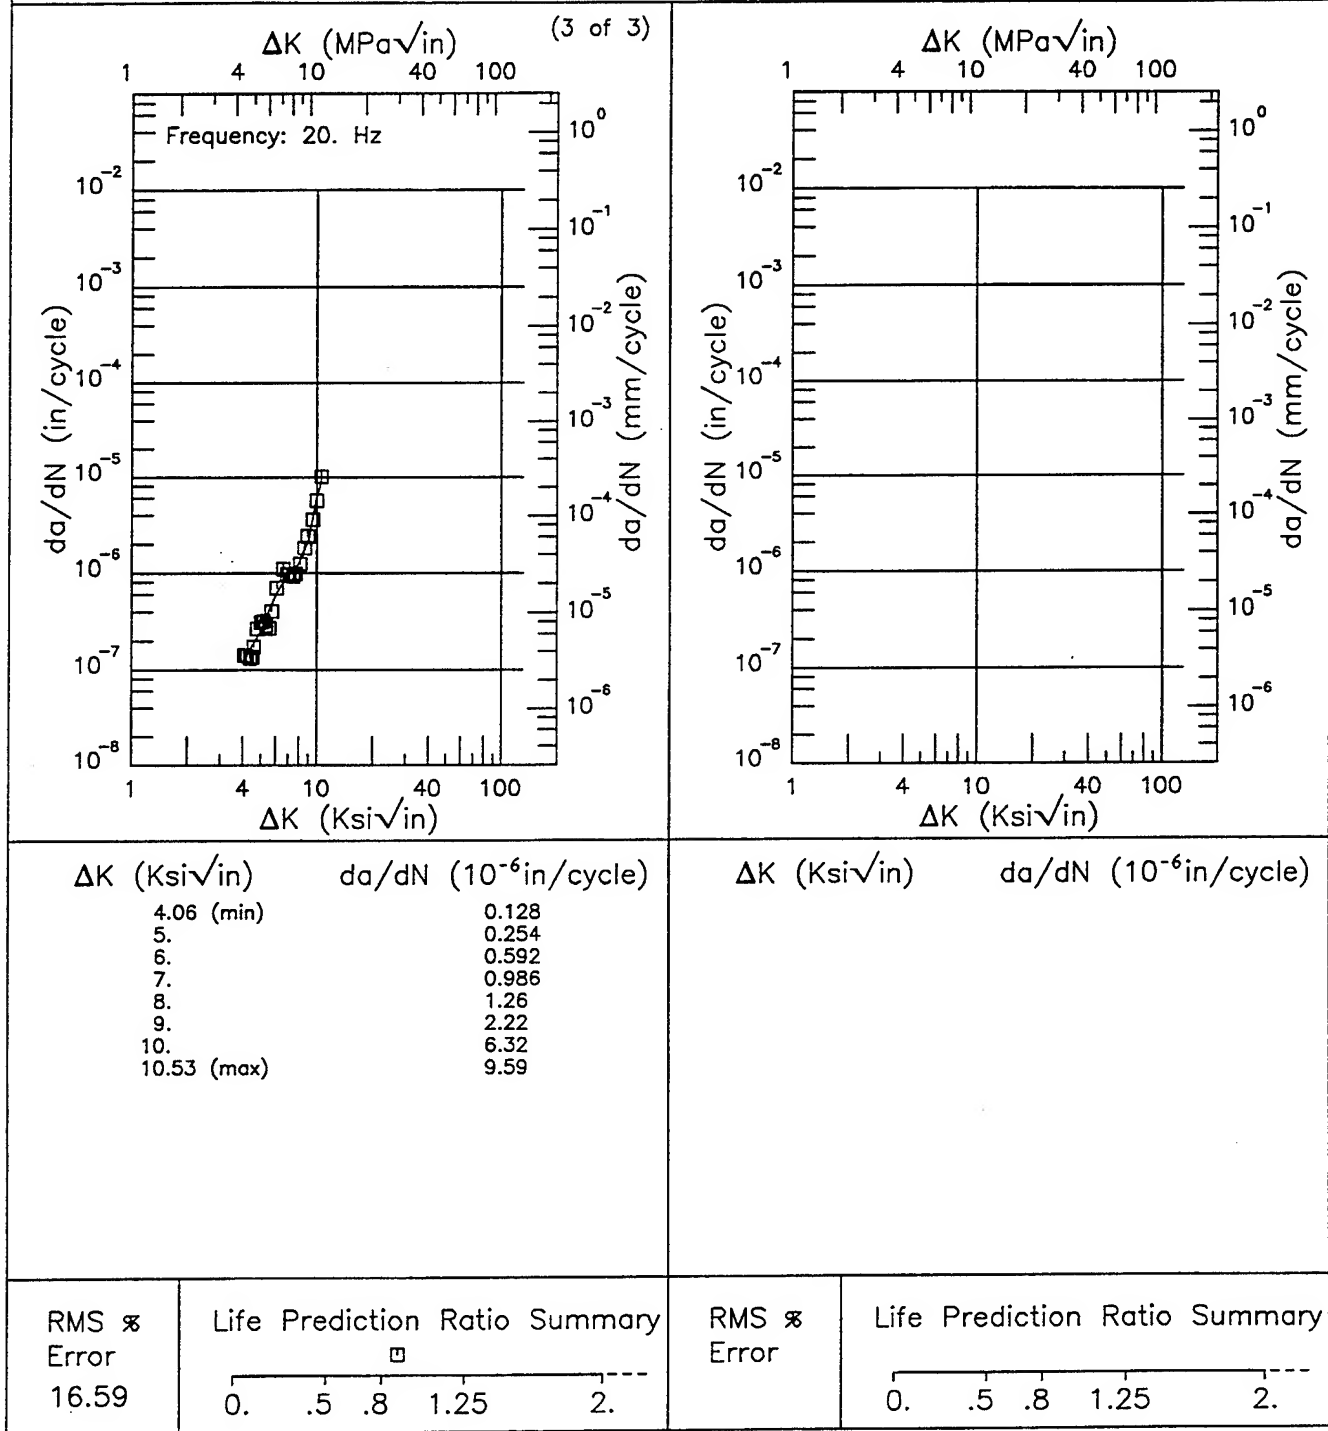 (3 of 3)
ΔK (MPa√in)
1 4 10 40 100
Frequency: 20. Hz
da/dN (in/cycle)
10⁻²
10⁻³
10⁻⁴
10⁻⁵
10⁻⁶
10⁻⁷
10⁻⁸
10⁰
10⁻¹
10⁻²
10⁻³
10⁻⁴
10⁻⁵
10⁻⁶
da/dN (mm/cycle)
1 4 10 40 100
ΔK (Ksi√in)
ΔK (MPa√in)
1 4 10 40 100
da/dN (in/cycle)
10⁻²
10⁻³
10⁻⁴
10⁻⁵
10⁻⁶
10⁻⁷
10⁻⁸
10⁰
10⁻¹
10⁻²
10⁻³
10⁻⁴
10⁻⁵
10⁻⁶
da/dN (mm/cycle)
1 4 10 40 100
ΔK (Ksi√in)
ΔK (Ksi√in) da/dN (10⁻⁶in/cycle)
4.06 (min) 0.128
5. 0.254
6. 0.592
7. 0.986
8. 1.26
9. 2.22
10. 6.32
10.53 (max) 9.59
ΔK (Ksi√in) da/dN (10⁻⁶in/cycle)
RMS %
Error
16.59
Life Prediction Ratio Summary
0. .5 .8 1.25 2.
RMS %
Error
Life Prediction Ratio Summary
0. .5 .8 1.25 2.